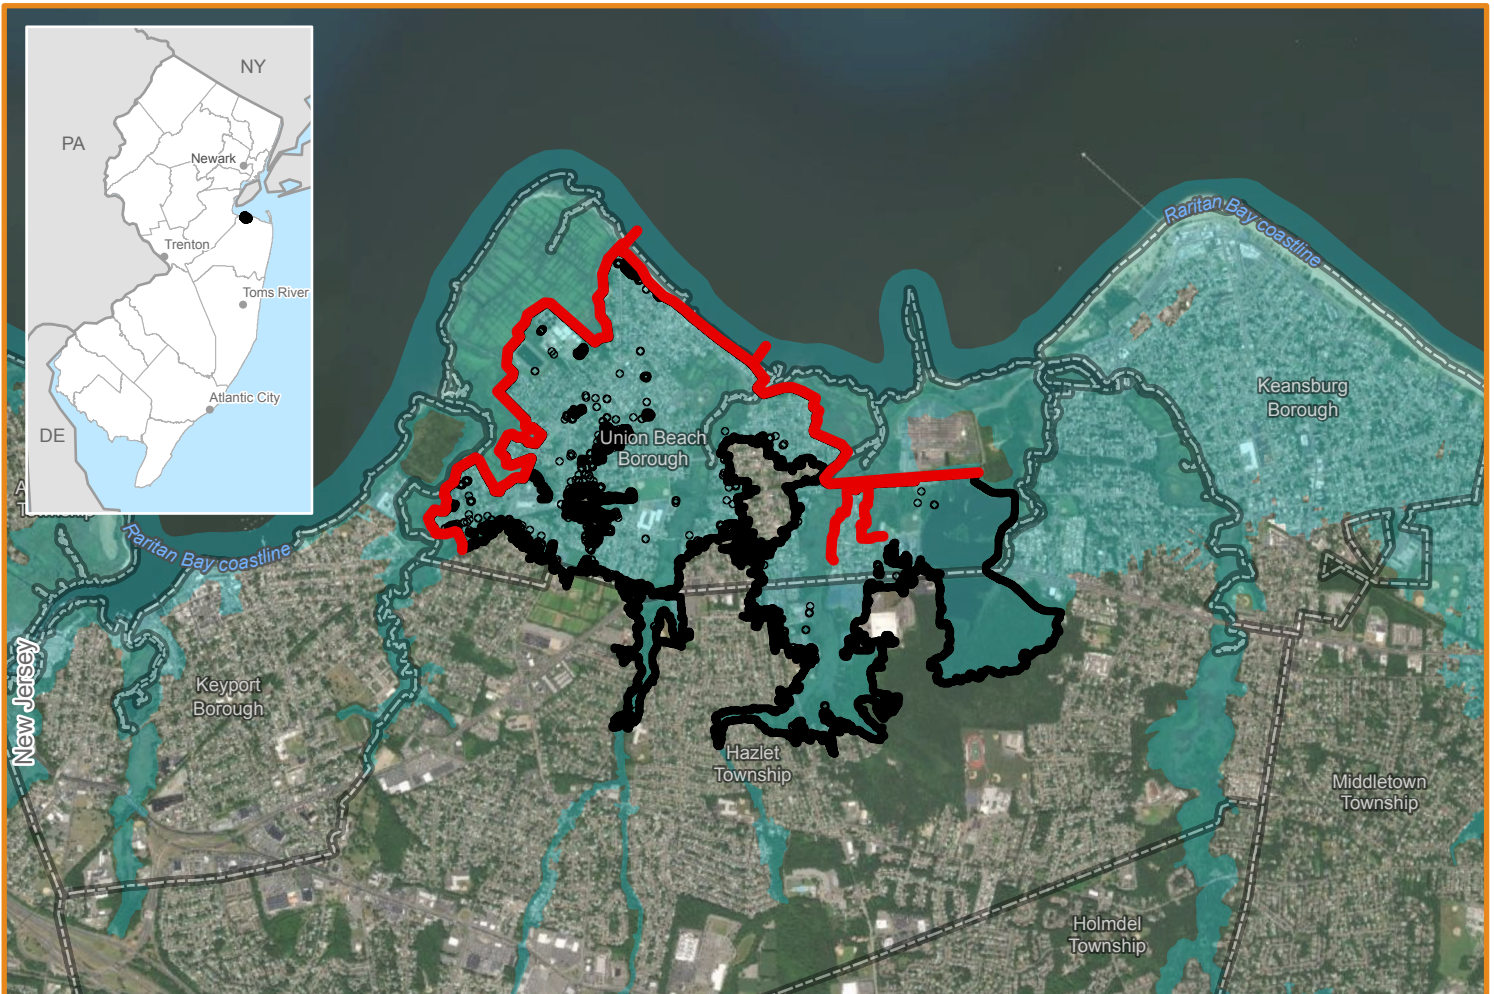 NY
PA
Newark
Trenton
Toms River
Atlantic City
DE
Raritan Bay coastline
Keansburg
Borough
Union Beach
Borough
Raritan Bay coastline
New Jersey
Keyport
Borough
Hazlet
Township
Middletown
Township
Holmdel
Township